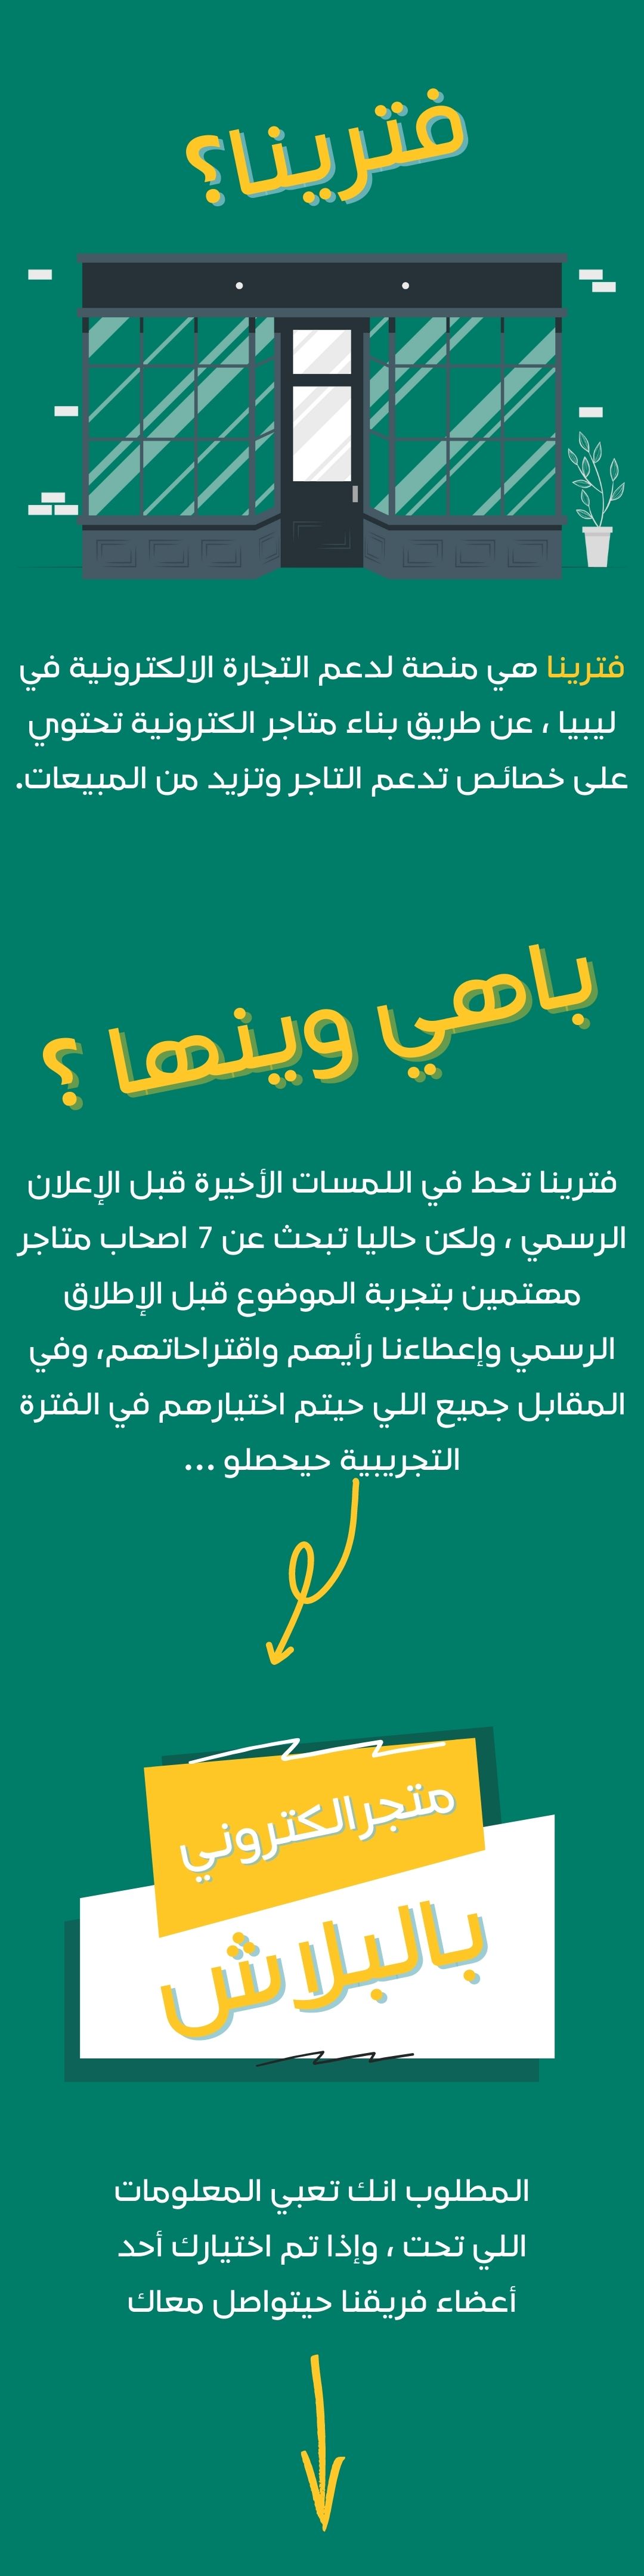 فترينا؟
فترينا هي منصة لدعم التجارة الالكترونية في
ليبيا ، عن طريق بناء متاجر الكترونية تحتوي
على خصائص تدعم التاجر وتزيد من المبيعات.
باهي وينها ؟
فترينا تحط في اللمسات الأخيرة قبل الإعلان
الرسمي ، ولكن حاليا تبحث عن 7 اصحاب متاجر
مهتمين بتجربة الموضوع قبل الإطلاق
الرسمي وإعطاءنا رأيهم واقتراحاتهم، وفي
المقابل جميع اللي حيتم اختيارهم في الفترة
التجريبية حيحصلو ...
متجرالكتروني
بالبلاش
المطلوب انك تعبي المعلومات
اللي تحت ، وإذا تم اختيارك أحد
أعضاء فريقنا حيتواصل معاك